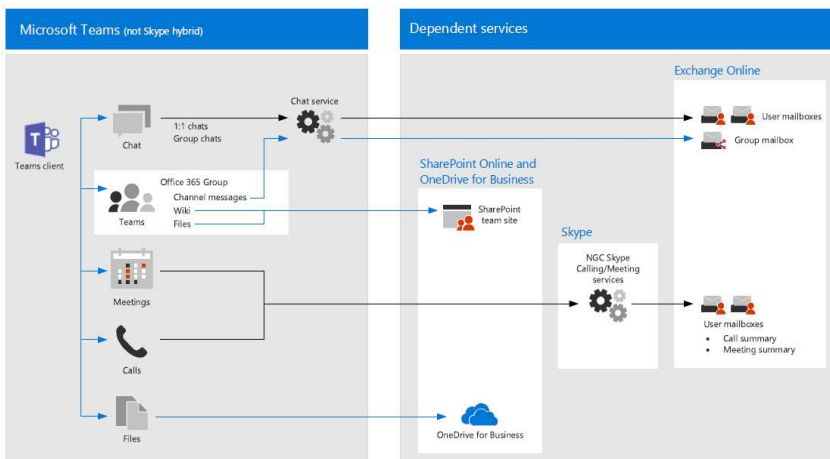 Microsoft Teams (not Skype hybrid)
Dependent services
Exchange Online
Chat service
1:1 chats
Group chats
Chat
User mailboxes
Group mailbox
T
Teams client
SharePoint Online and
OneDrive for Business
Office 365 Group
Channel messages
Wiki
Files
Teams
SharePoint
team site
Skype
NGC Skype
Calling/Meeting
services
Meetings
User mailboxes
• Call summary
• Meeting summary
Calls
Files
OneDrive for Business